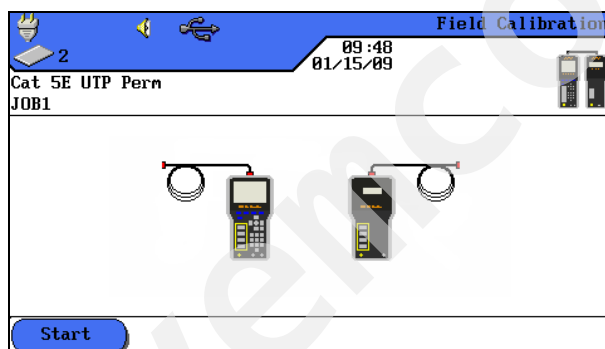 Field Calibration
2
09:48
01/15/09
Cat 5E UTP Perm
JOB1
Start